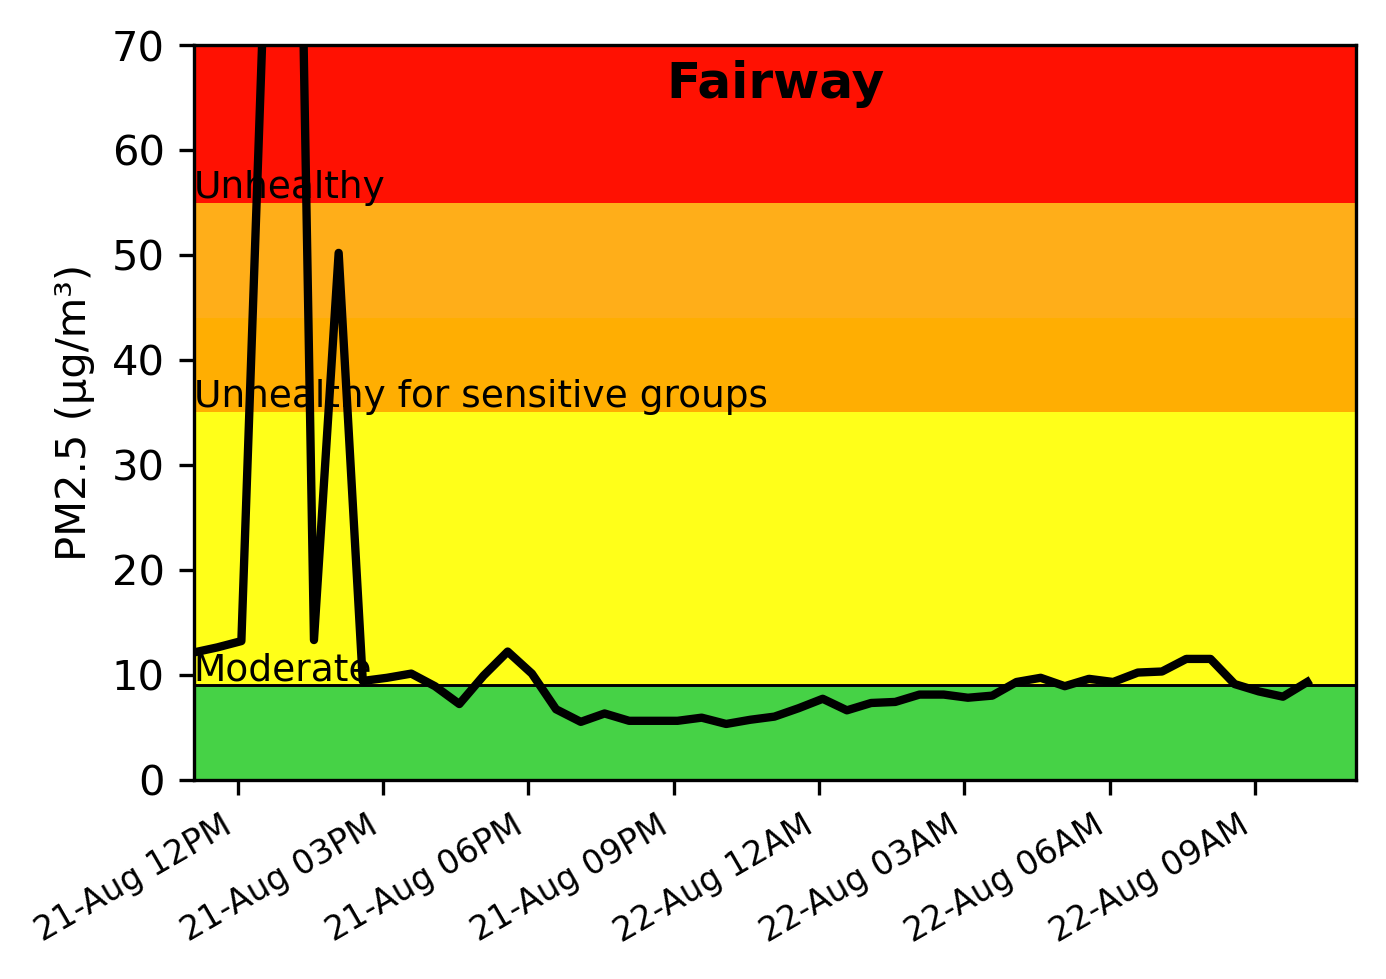 Fairway
PM2.5 (µg/m³)
70
60
50
40
30
20
10
0
Unhealthy
Unhealthy for sensitive groups
Moderate
21-Aug 12PM
21-Aug 03PM
21-Aug 06PM
21-Aug 09PM
22-Aug 12AM
22-Aug 03AM
22-Aug 06AM
22-Aug 09AM